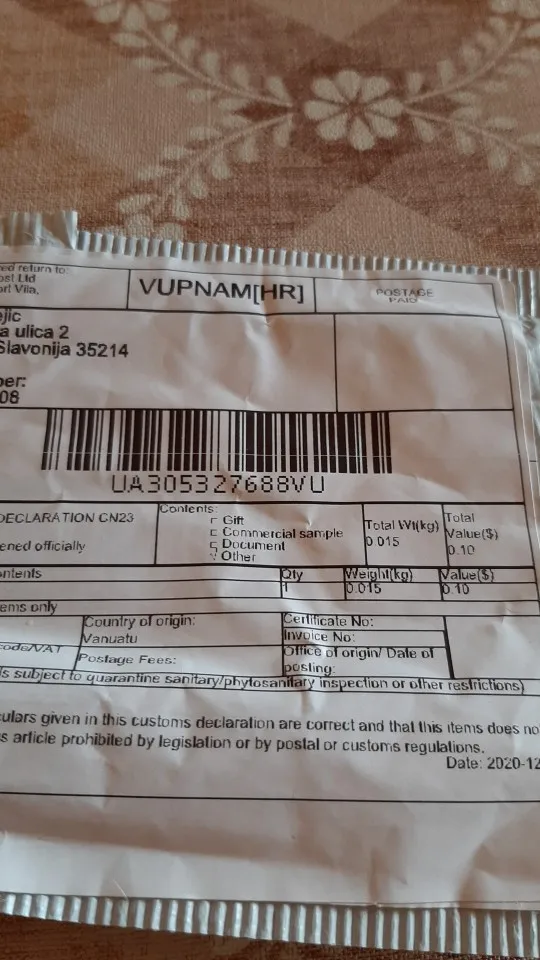 ed return to:
ost Ltd
ort Vila,
VUPNAM[HR]
POSTAGE
PAID
ejic
a ulica 2
Slavonija 35214
ber:
08
UA305327688VU
DECLARATION CN23
ened officially
Contents:
Gift
Commercial sample
Document
Other
Total Wt(kg)
0.015
Total
Value($)
0.10
ontents
Qty
Weight(kg)
Value($)
1
0.015
0.10
ems only
Country of origin:
Vanuatu
Certificate No:
Invoice No:
code/VAT
Postage Fees:
Office of origin/ Date of
posting:
s subject to quarantine sanitary/phytosanitary inspection or other restrictions)
culars given in this customs declaration are correct and that this items does no
s article prohibited by legislation or by postal or customs regulations.
Date: 2020-12